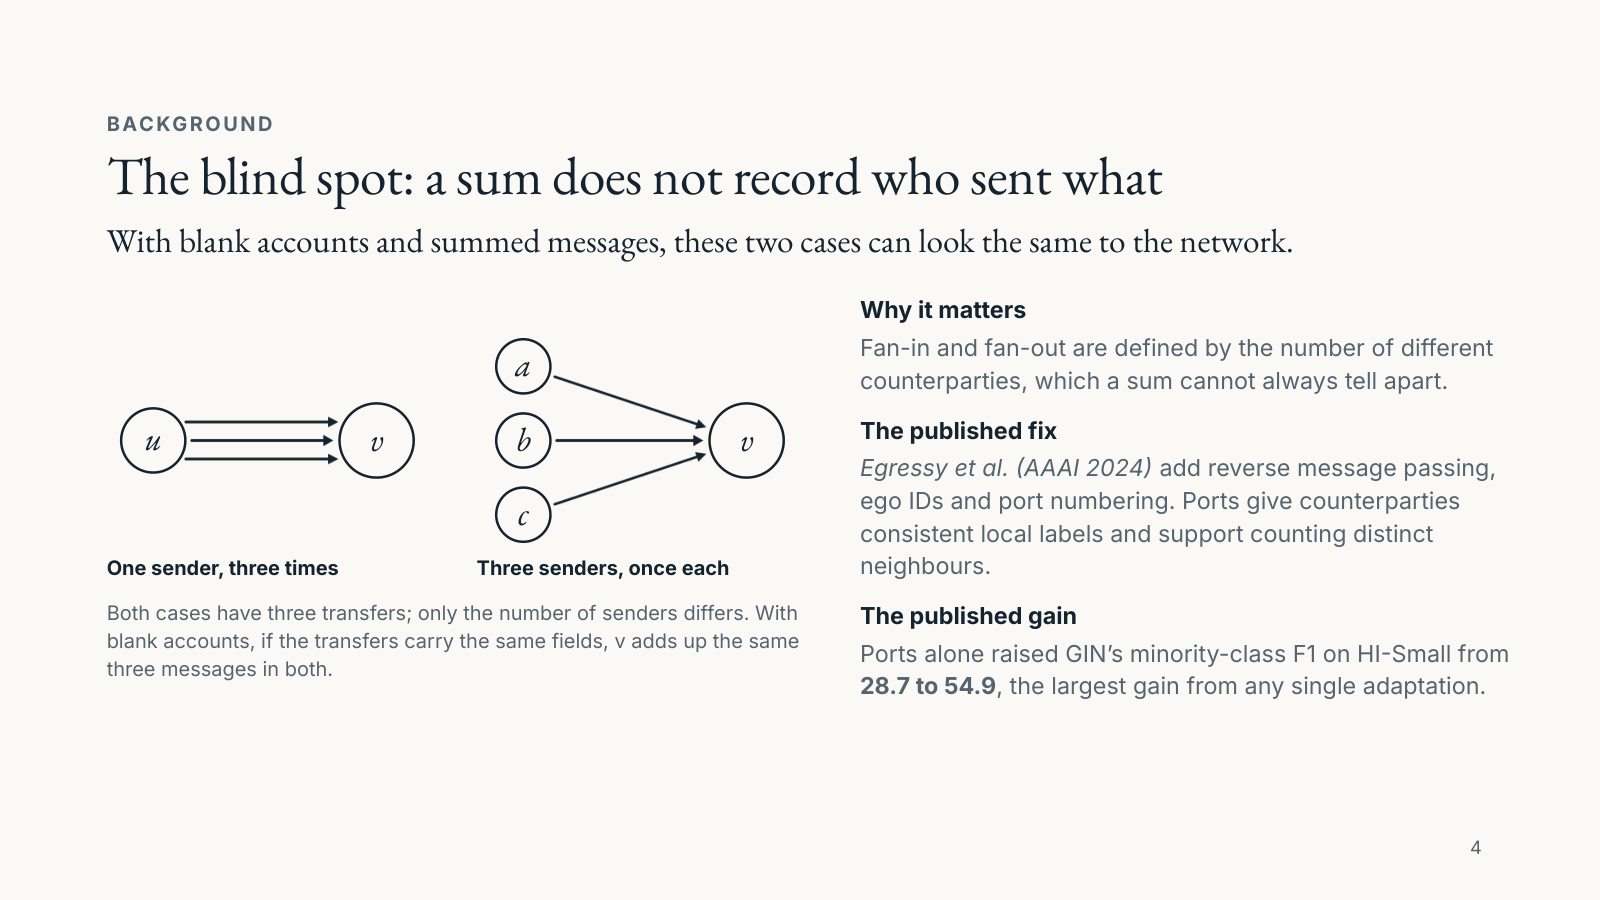 BACKGROUND
The blind spot: a sum does not record who sent what
With blank accounts and summed messages, these two cases can look the same to the network.
u
v
a
b
c
v
One sender, three times
Three senders, once each
Both cases have three transfers; only the number of senders differs. With
blank accounts, if the transfers carry the same fields, v adds up the same
three messages in both.
Why it matters
Fan-in and fan-out are defined by the number of different
counterparties, which a sum cannot always tell apart.
The published fix
Egressy et al. (AAAI 2024) add reverse message passing,
ego IDs and port numbering. Ports give counterparties
consistent local labels and support counting distinct
neighbours.
The published gain
Ports alone raised GIN’s minority-class F1 on HI-Small from
28.7 to 54.9, the largest gain from any single adaptation.
4